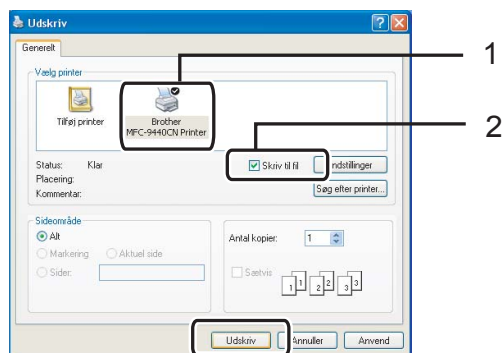 Udskriv
Generelt
Vælg printer
Tilføj printer
Brother
MFC-9440CN Printer
1
2
Status: Klar
Placering:
Kommentar:
Skriv til fil
Indstillinger
Søg efter printer...
Sideområde
Alt
Markering
Aktuel side
Sider:
Antal kopier: 1
Sætvis
1 1 2 2 3 3
Udskriv
Annuller
Anvend